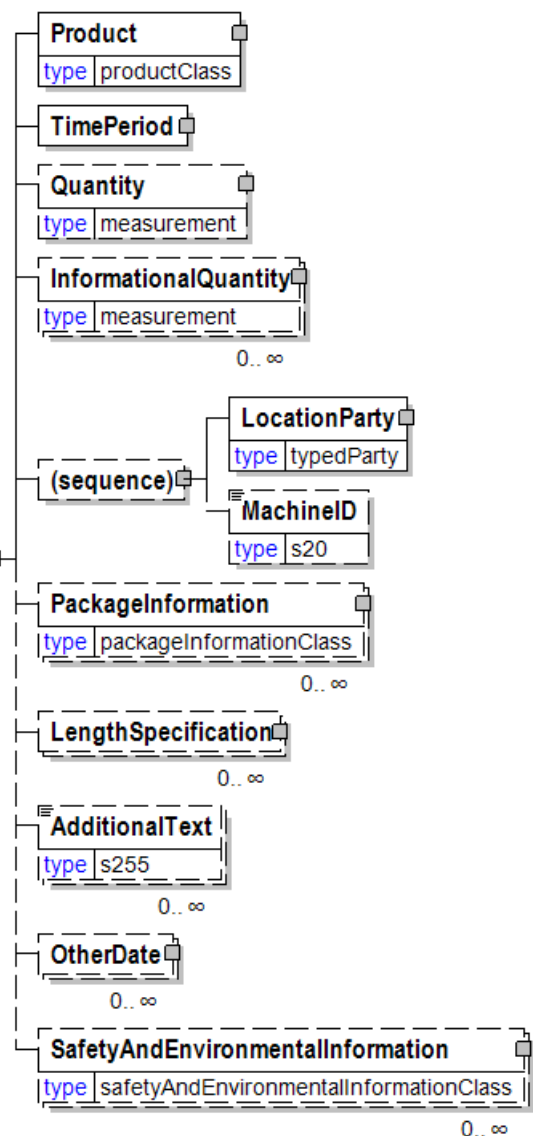 Product
type productClass
TimePeriod
Quantity
type measurement
InformationalQuantity
type measurement
0.. ∞
LocationParty
type typedParty
(sequence)
MachineID
type s20
PackageInformation
type packageInformationClass
0.. ∞
LengthSpecification
0.. ∞
AdditionalText
type s255
0.. ∞
OtherDate
0.. ∞
SafetyAndEnvironmentalInformation
type safetyAndEnvironmentalInformationClass
0.. ∞